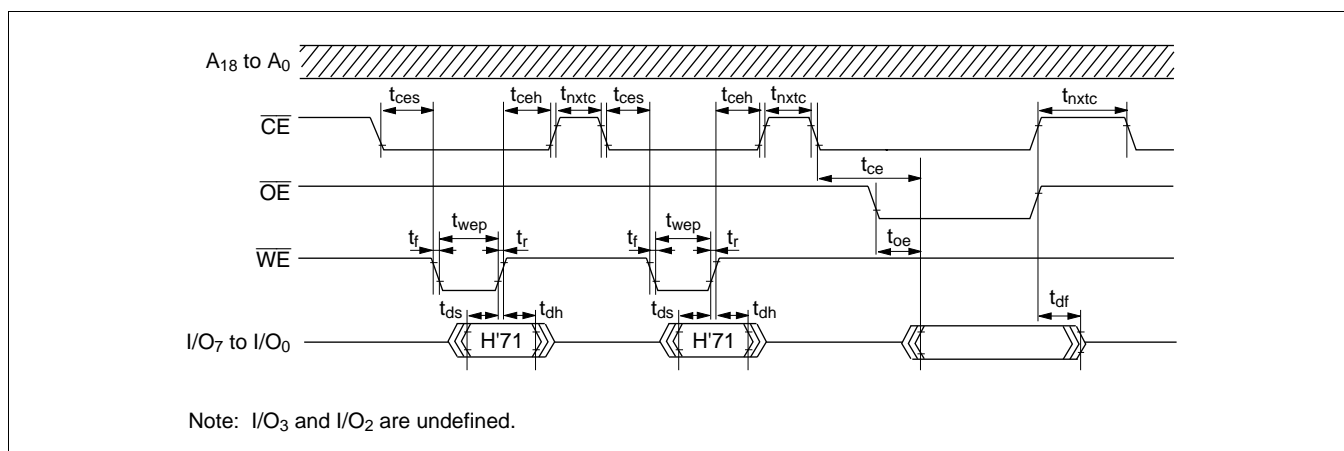 A18 to A0
tces tceh tnxtc tces tceh tnxtc tnxtc
CE
tce
OE
twep twep
tf tr tf tr toe
WE
tds tdh tds tdh tdf
I/O7 to I/O0 H'71 H'71
Note: I/O3 and I/O2 are undefined.